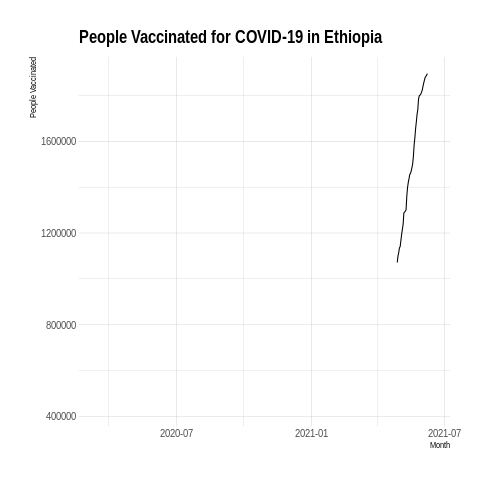 People Vaccinated for COVID-19 in Ethiopia
People Vaccinated
1600000
1200000
800000
400000
2020-07
2021-01
2021-07
Month